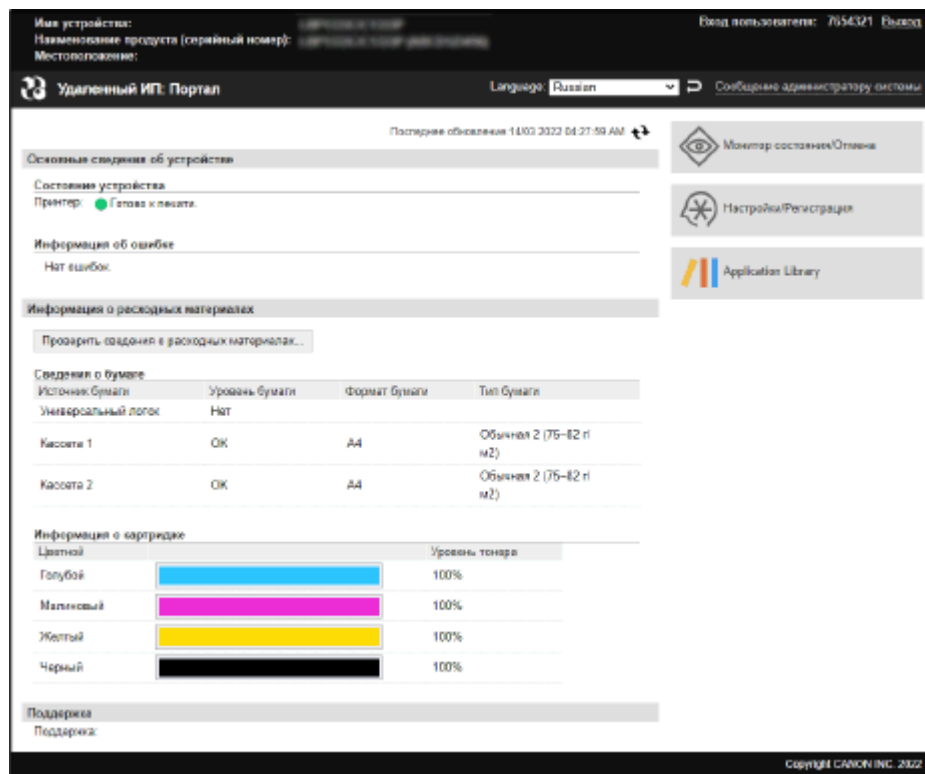 Имя устройства:
Вход пользователя: 7654321 Выход
Наименование продукта (серийный номер):
Местоположение:
Удаленный ИП: Портал
Language: Russian
Сообщение администратору системы
Последнее обновление 14/03 2022 04:27:59 AM
Основные сведения об устройстве
Состояние устройства
Принтер: Готово к печати.
Информация об ошибке
Нет ошибок.
Информация о расходных материалах
Проверить сведения о расходных материалах...
Сведения о бумаге
Источник бумаги Уровень бумаги Формат бумаги Тип бумаги
Универсальный лоток Нет
Кассета 1 OK A4 Обычная 2 (75–82 г/
м2)
Кассета 2 OK A4 Обычная 2 (75–82 г/
м2)
Информация о картридже
Цветной Уровень тонера
Голубой 100%
Малиновый 100%
Желтый 100%
Черный 100%
Поддержка
Поддержка:
Монитор состояния/Отмена
Настройки/Регистрация
Application Library
Copyright CANON INC. 2022